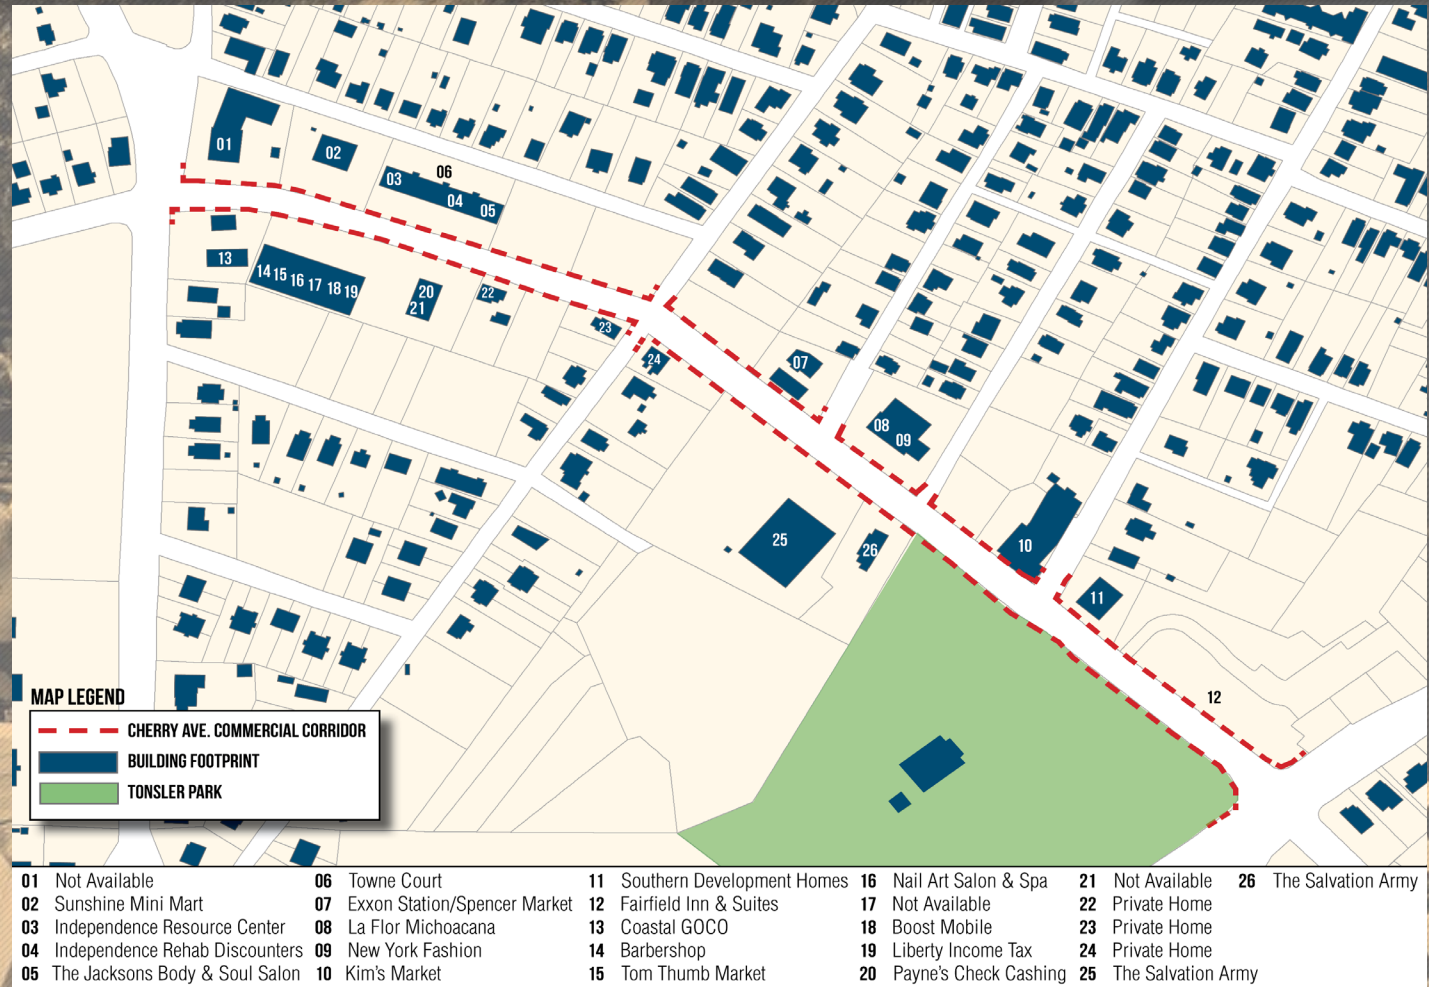 01
02
06
03
04
05
13
14 15 16 17 18 19
20
21
22
23
24
07
08
09
25
26
10
11
12
MAP LEGEND
CHERRY AVE. COMMERCIAL CORRIDOR
BUILDING FOOTPRINT
TONSLER PARK
01 Not Available
02 Sunshine Mini Mart
03 Independence Resource Center
04 Independence Rehab Discounters
05 The Jacksons Body & Soul Salon
06 Towne Court
07 Exxon Station/Spencer Market
08 La Flor Michoacana
09 New York Fashion
10 Kim's Market
11 Southern Development Homes
12 Fairfield Inn & Suites
13 Coastal GOCO
14 Barbershop
15 Tom Thumb Market
16 Nail Art Salon & Spa
17 Not Available
18 Boost Mobile
19 Liberty Income Tax
20 Payne's Check Cashing
21 Not Available
22 Private Home
23 Private Home
24 Private Home
25 The Salvation Army
26 The Salvation Army